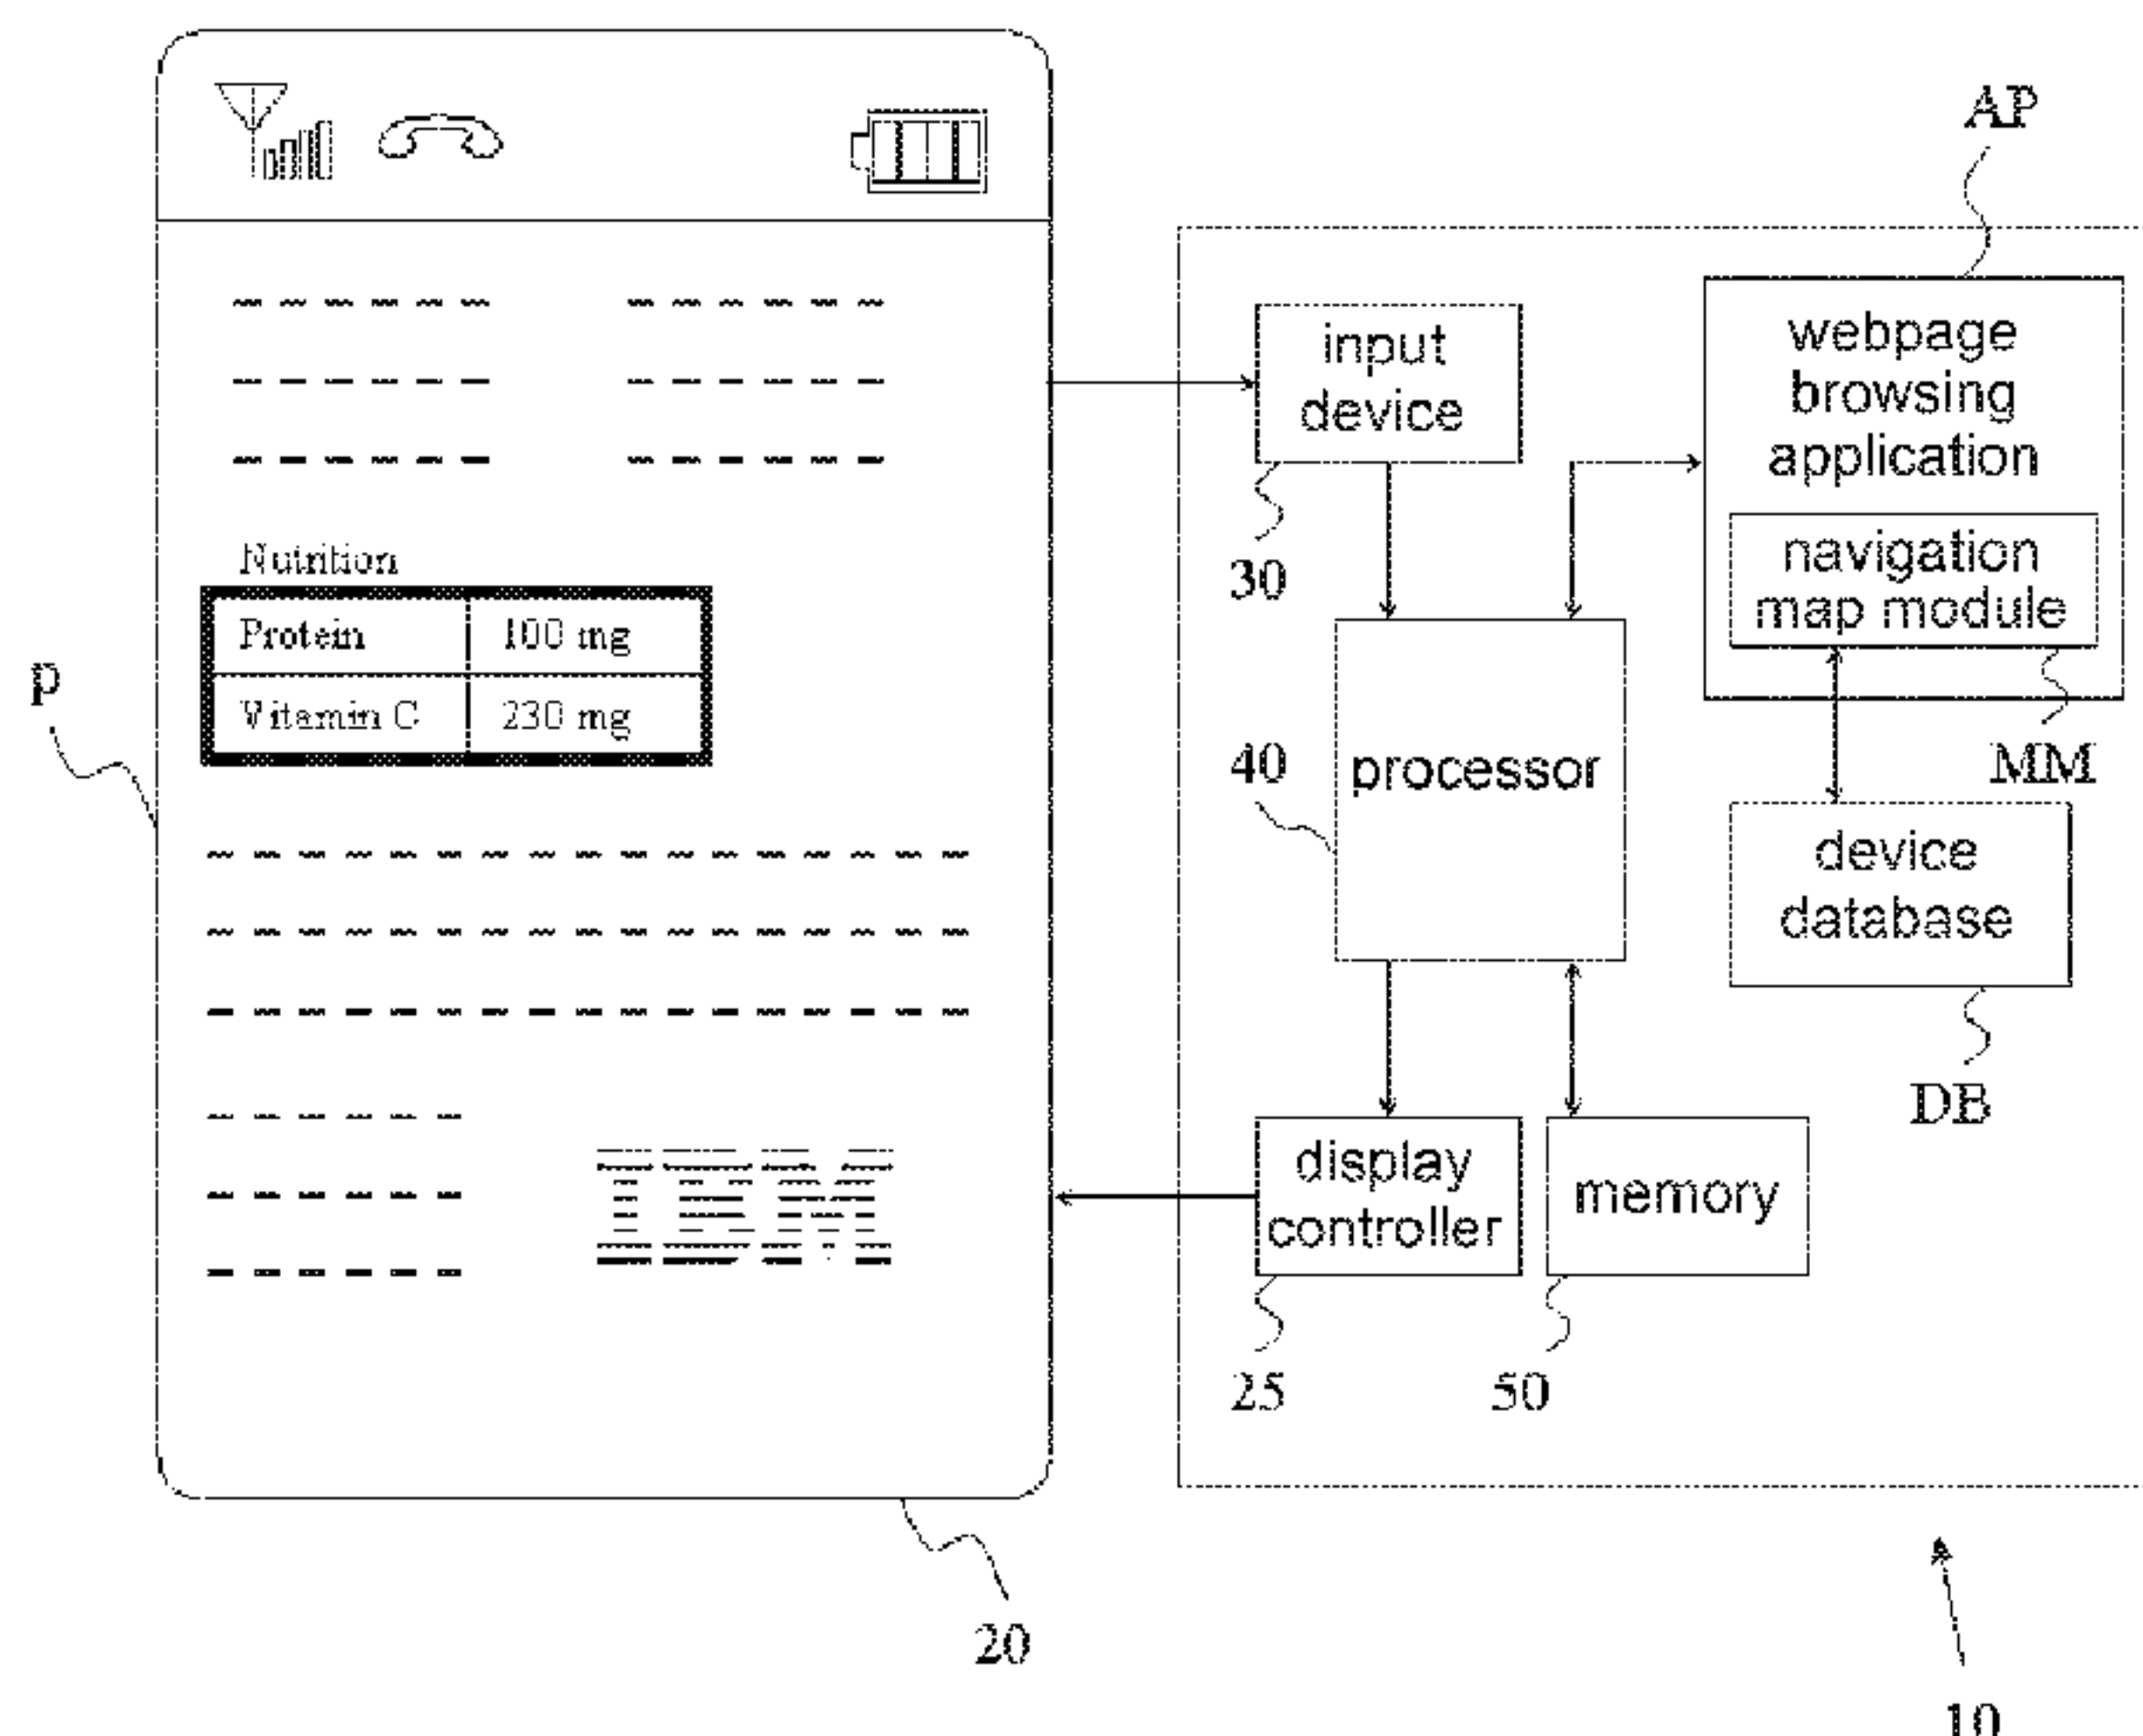 AP
input
device
webpage
browsing
application
navigation
map module
30
Nutrition
Protein 100 mg
Vitamin C 230 mg
P
40
processor
MM
device
database
DB
IBM
display
controller
memory
25
50
20
10